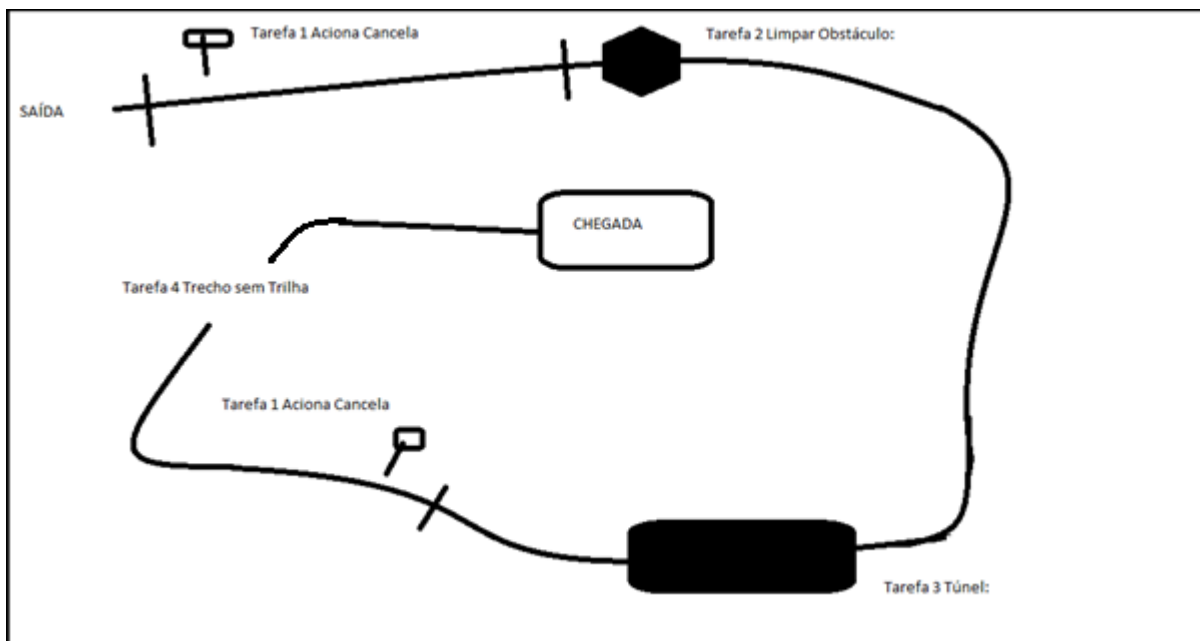 Tarefa 1 Aciona Cancela
Tarefa 2 Limpar Obstáculo:
SAÍDA
CHEGADA
Tarefa 4 Trecho sem Trilha
Tarefa 1 Aciona Cancela
Tarefa 3 Túnel: